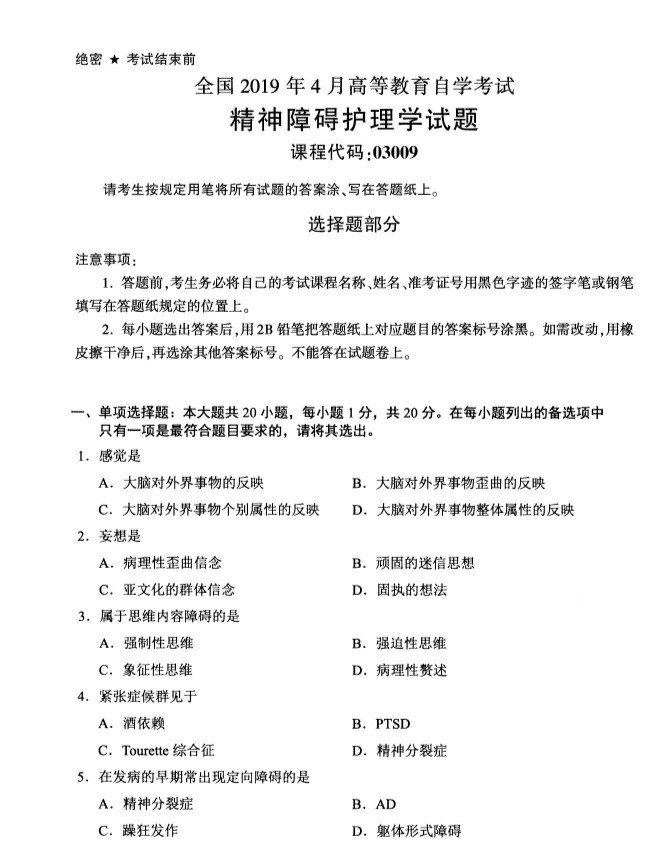 绝密 ★ 考试结束前
全国 2019 年 4 月高等教育自学考试
精神障碍护理学试题
课程代码:03009
请考生按规定用笔将所有试题的答案涂、写在答题纸上。
选择题部分
注意事项:
1. 答题前,考生务必将自己的考试课程名称、姓名、准考证号用黑色字迹的签字笔或钢笔
填写在答题纸规定的位置上。
2. 每小题选出答案后,用 2B 铅笔把答题纸上对应题目的答案标号涂黑。如需改动,用橡
皮擦干净后,再选涂其他答案标号。不能答在试题卷上。
一、单项选择题：本大题共 20 小题，每小题 1 分，共 20 分。在每小题列出的备选项中
只有一项是最符合题目要求的，请将其选出。
1. 感觉是
A. 大脑对外界事物的反映 B. 大脑对外界事物歪曲的反映
C. 大脑对外界事物个别属性的反映 D. 大脑对外界事物整体属性的反映
2. 妄想是
A. 病理性歪曲信念 B. 顽固的迷信思想
C. 亚文化的群体信念 D. 固执的想法
3. 属于思维内容障碍的是
A. 强制性思维 B. 强迫性思维
C. 象征性思维 D. 病理性赘述
4. 紧张症候群见于
A. 酒依赖 B. PTSD
C. Tourette 综合征 D. 精神分裂症
5. 在发病的早期常出现定向障碍的是
A. 精神分裂症 B. AD
C. 躁狂发作 D. 躯体形式障碍